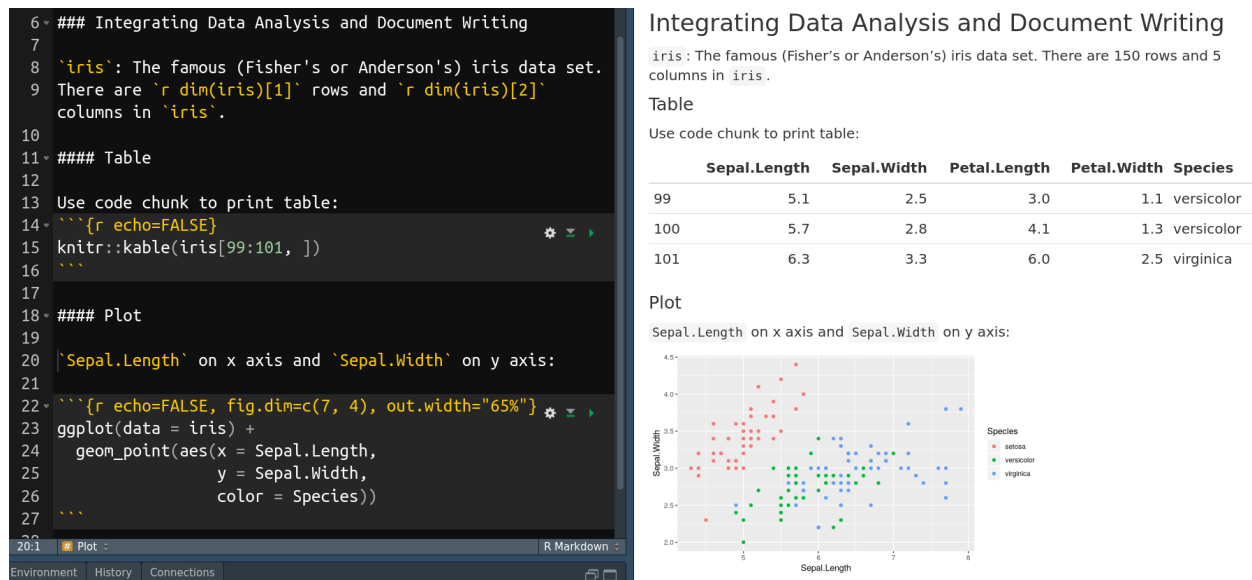 6 ### Integrating Data Analysis and Document Writing
7
8 `iris`: The famous (Fisher's or Anderson's) iris data set.
9 There are `r dim(iris)[1]` rows and `r dim(iris)[2]`
columns in `iris`.
10
11 #### Table
12
13 Use code chunk to print table:
14 ```{r echo=FALSE}
15 knitr::kable(iris[99:101, ])
16 ```
17
18 #### Plot
19
20 `Sepal.Length` on x axis and `Sepal.Width` on y axis:
21
22 ```{r echo=FALSE, fig.dim=c(7, 4), out.width="65%"}
23 ggplot(data = iris) +
24 geom_point(aes(x = Sepal.Length,
25 y = Sepal.Width,
26 color = Species))
27 ```
20:1 # Plot R Markdown
Environment History Connections
Integrating Data Analysis and Document Writing
iris : The famous (Fisher’s or Anderson’s) iris data set. There are 150 rows and 5
columns in iris .
Table
Use code chunk to print table:
Sepal.Length Sepal.Width Petal.Length Petal.Width Species
99 5.1 2.5 3.0 1.1 versicolor
100 5.7 2.8 4.1 1.3 versicolor
101 6.3 3.3 6.0 2.5 virginica
Plot
Sepal.Length on x axis and Sepal.Width on y axis:
4.5
4.0
3.5
3.0
2.5
2.0
Sepal.Width
5 6 7 8
Sepal.Length
Species
setosa
versicolor
virginica